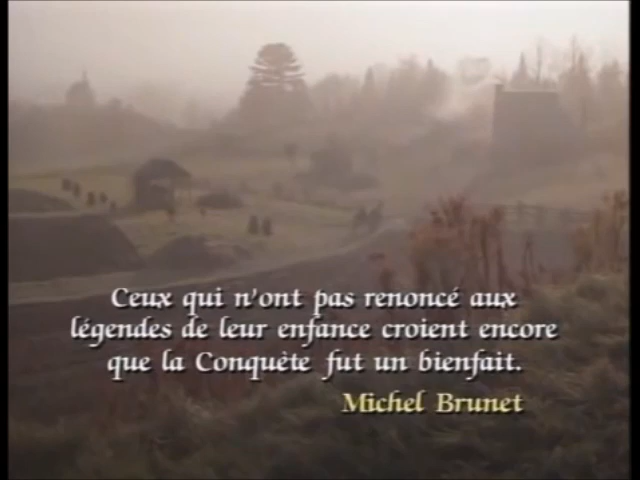 Ceux qui n'ont pas renoncé aux
légendes de leur enfance croient encore
que la Conquête fut un bienfait.
Michel Brunet